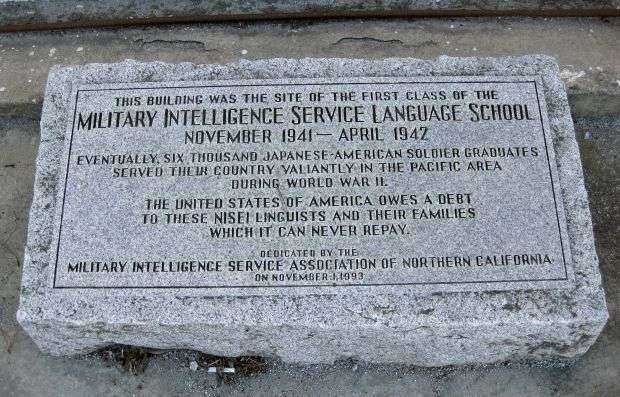 THIS BUILDING WAS THE SITE OF THE FIRST CLASS OF THE
MILITARY INTELLIGENCE SERVICE LANGUAGE SCHOOL
NOVEMBER 1941 — APRIL 1942
EVENTUALLY, SIX THOUSAND JAPANESE-AMERICAN SOLDIER GRADUATES
SERVED THEIR COUNTRY VALIANTLY IN THE PACIFIC AREA
DURING WORLD WAR II.
THE UNITED STATES OF AMERICA OWES A DEBT
TO THESE NISEI LINGUISTS AND THEIR FAMILIES
WHICH IT CAN NEVER REPAY.
DEDICATED BY THE
MILITARY INTELLIGENCE SERVICE ASSOCIATION OF NORTHERN CALIFORNIA
ON NOVEMBER 1, 1993